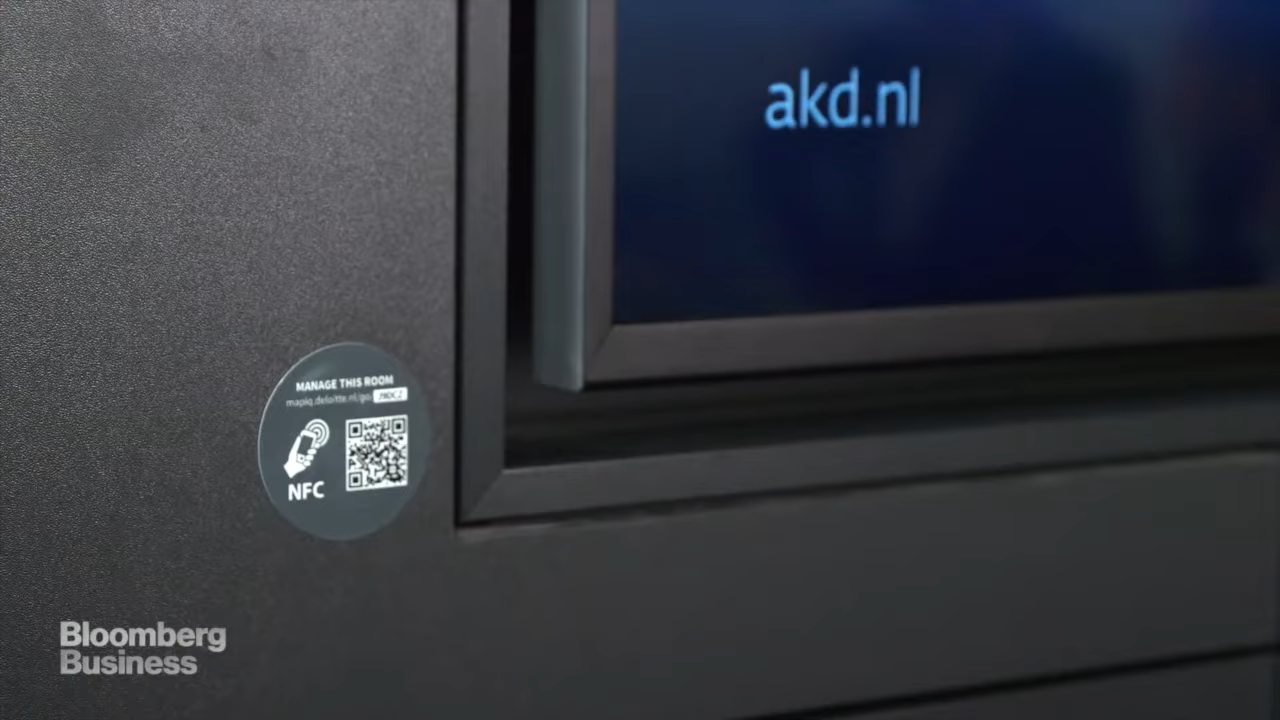 akd.nl
MANAGE THIS ROOM
mapiq.deloitte.nl/go/
NFC
Bloomberg
Business